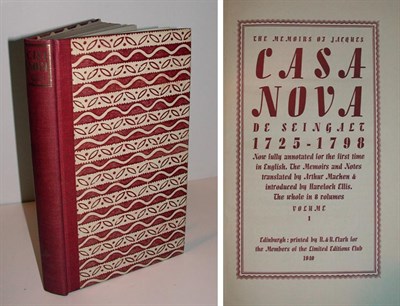 CASA
NOVA
THE MEMOIRS OF JACQUES
CASA
NOVA
DE SEINGALT
1725-1798
Now fully annotated for the first time
in English. The Memoirs and Notes
translated by Arthur Machen &
introduced by Havelock Ellis.
The whole in 8 volumes
VOLUME
I
Edinburgh: printed by R.&R. Clark for
the Members of the Limited Editions Club
1940